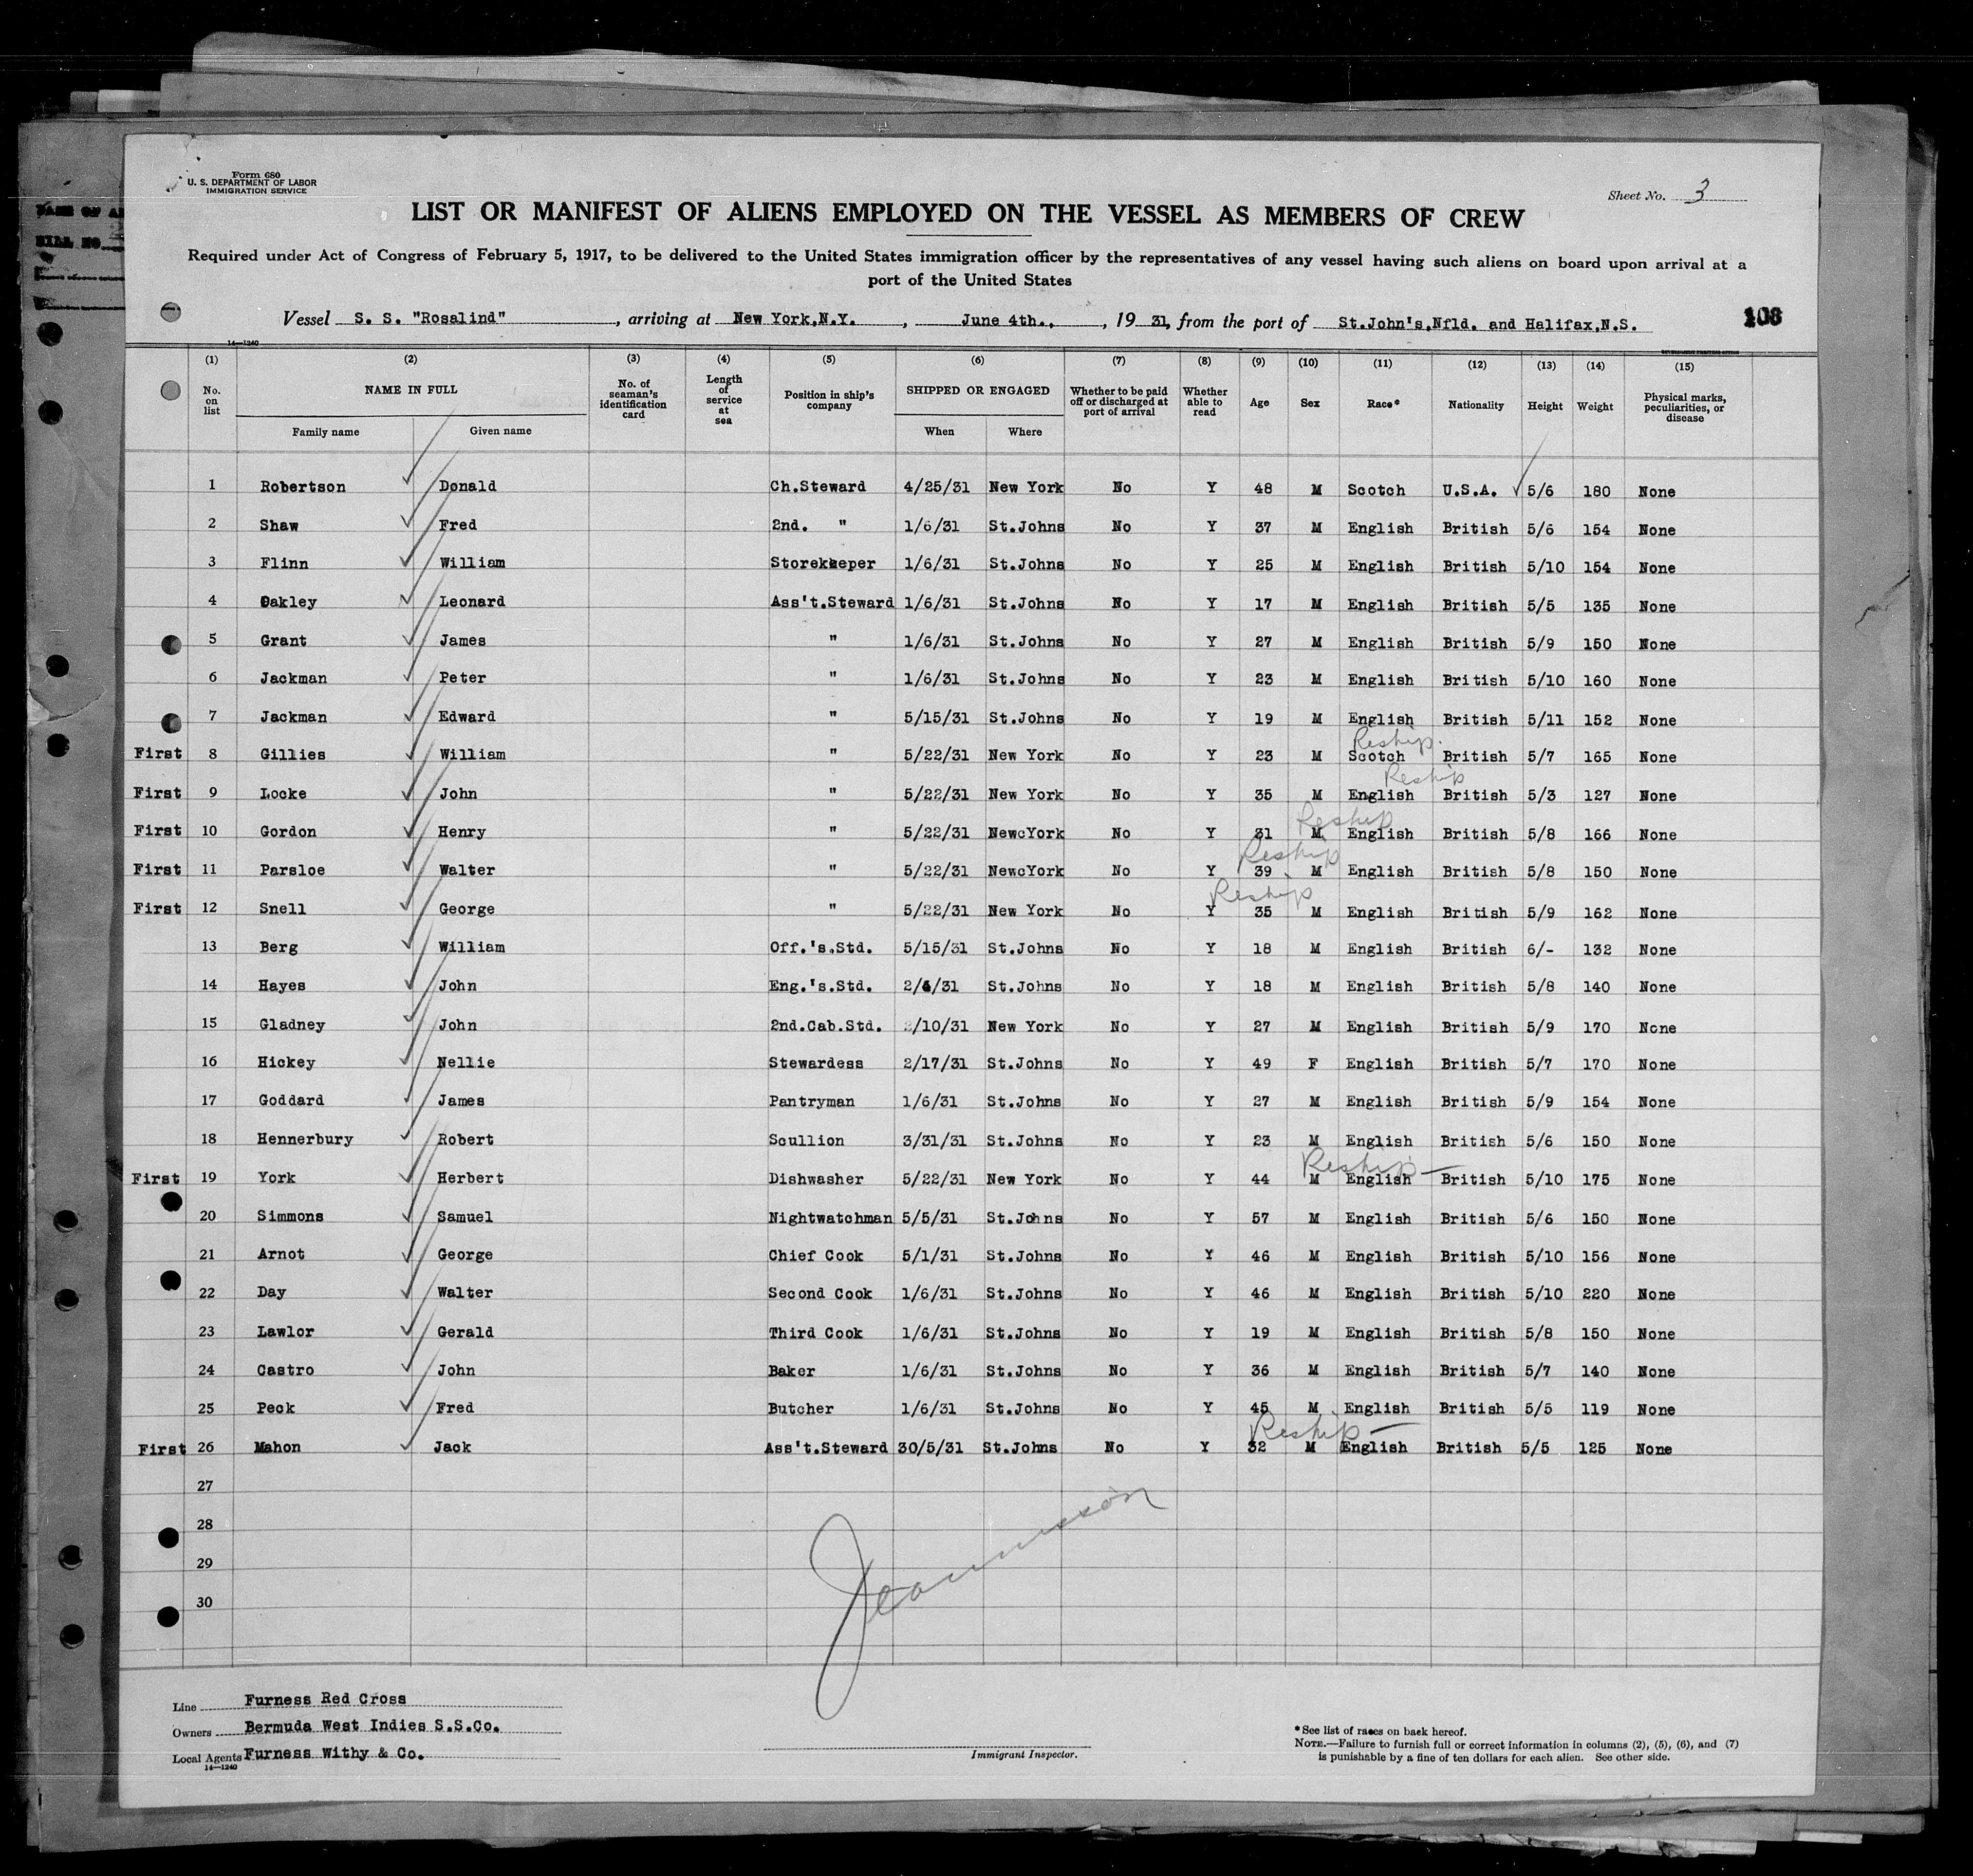 Form 680
U. S. DEPARTMENT OF LABOR
IMMIGRATION SERVICE
Sheet No. 3
LIST OR MANIFEST OF ALIENS EMPLOYED ON THE VESSEL AS MEMBERS OF CREW
Required under Act of Congress of February 5, 1917, to be delivered to the United States immigration officer by the representatives of any vessel having such aliens on board upon arrival at a
port of the United States
Vessel S. S. "Rosalind", arriving at New York,N.Y., June 4th., 1931, from the port of St.John's,Nfld. and Halifax,N.S. 108
14—1240
(1) (2) (3) (4) (5) (6) (7) (8) (9) (10) (11) (12) (13) (14) (15)
No. on list NAME IN FULL No. of seaman's identification card Length of service at sea Position in ship's company SHIPPED OR ENGAGED Whether to be paid off or discharged at port of arrival Whether able to read Age Sex Race* Nationality Height Weight Physical marks, peculiarities, or disease
Family name Given name When Where
1 Robertson Donald Ch.Steward 4/25/31 New York No Y 48 M Scotch U.S.A. 5/6 180 None
2 Shaw Fred 2nd. " 1/6/31 St.Johns No Y 37 M English British 5/6 154 None
3 Flinn William Storekeeper 1/6/31 St.Johns No Y 25 M English British 5/10 154 None
4 Oakley Leonard Ass't.Steward 1/6/31 St.Johns No Y 17 M English British 5/5 135 None
5 Grant James " 1/6/31 St.Johns No Y 27 M English British 5/9 150 None
6 Jackman Peter " 1/6/31 St.Johns No Y 23 M English British 5/10 160 None
7 Jackman Edward " 5/15/31 St.Johns No Y 19 M English British 5/11 152 None
Reship.
First 8 Gillies William " 5/22/31 New York No Y 23 M Scotch British 5/7 165 None
Reship
First 9 Locke John " 5/22/31 New York No Y 35 M English British 5/3 127 None
Reship
First 10 Gordon Henry " 5/22/31 NewcYork No Y 31 M English British 5/8 166 None
Reship
First 11 Parsloe Walter " 5/22/31 NewcYork No Y 39 M English British 5/8 150 None
Reship
First 12 Snell George " 5/22/31 New York No Y 35 M English British 5/9 162 None
13 Berg William Off.'s.Std. 5/15/31 St.Johns No Y 18 M English British 6/- 132 None
14 Hayes John Eng.'s.Std. St.Johns No Y 18 M English British 5/8 140 None
15 Gladney John 2nd.Cab.Std. /10/31 New York No Y 27 M English British 5/9 170 None
16 Hickey Nellie Stewardess 2/17/31 St.Johns No Y 49 F English British 5/7 170 None
17 Goddard James Pantryman 1/6/31 St.Johns No Y 27 M English British 5/9 154 None
18 Hennerbury Robert Scullion 3/31/31 St.Johns No Y 23 M English British 5/6 150 None
Reship —
First 19 York Herbert Dishwasher 5/22/31 New York No Y 44 M English British 5/10 175 None
20 Simmons Samuel Nightwatchman 5/5/31 St.Johns No Y 57 M English British 5/6 150 None
21 Arnot George Chief Cook 5/1/31 St.Johns No Y 46 M English British 5/10 156 None
22 Day Walter Second Cook 1/6/31 St.Johns No Y 46 M English British 5/10 220 None
23 Lawlor Gerald Third Cook 1/6/31 St.Johns No Y 19 M English British 5/8 150 None
24 Castro John Baker 1/6/31 St.Johns No Y 36 M English British 5/7 140 None
25 Peck Fred Butcher 1/6/31 St.Johns No Y 45 M English British 5/5 119 None
Reship —
First 26 Mahon Jack Ass't.Steward 30/5/31 St.Johns No Y 32 M English British 5/5 125 None
27
28
29
30
Line Furness Red Cross
Owners Bermuda West Indies S.S.Co.
Local Agents Furness Withy & Co.
14—1240
Immigrant Inspector.
*See list of races on back hereof.
NOTE.—Failure to furnish full or correct information in columns (2), (5), (6), and (7)
is punishable by a fine of ten dollars for each alien. See other side.